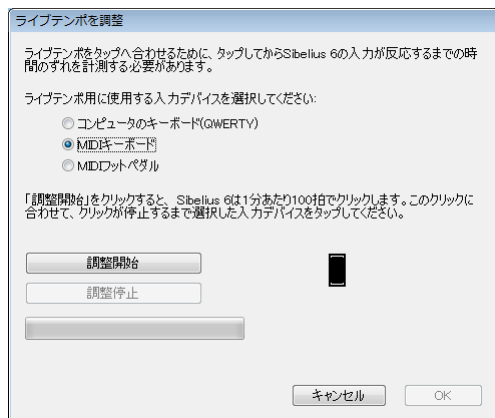 ライブテンポを調整
ライブテンポをタップへ合わせるために、タップしてからSibelius 6の入力が反応するまでの時
間のずれを計測する必要があります。
ライブテンポ用に使用する入力デバイスを選択してください:
コンピュータのキーボード(QWERTY)
MIDIキーボード
MIDIフットペダル
「調整開始」をクリックすると、Sibelius 6は1分あたり100拍でクリックします。このクリックに
合わせて、クリックが停止するまで選択した入力デバイスをタップしてください。
調整開始
調整停止
キャンセル
OK